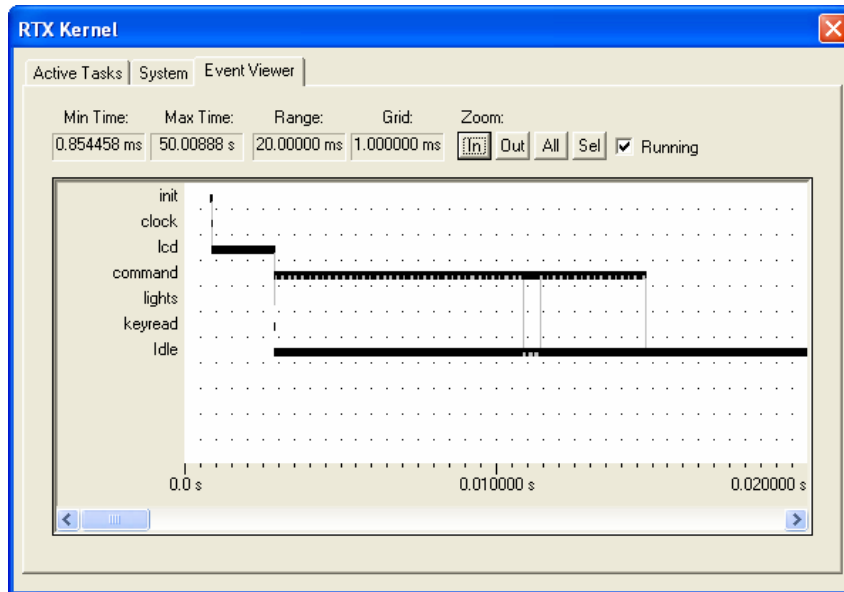 RTX Kernel
Active Tasks System Event Viewer
Min Time: Max Time: Range: Grid: Zoom:
0.854458 ms 50.00888 s 20.00000 ms 1.000000 ms In Out All Sel Running
init
clock
lcd
command
lights
keyread
Idle
0.0 s 0.010000 s 0.020000 s